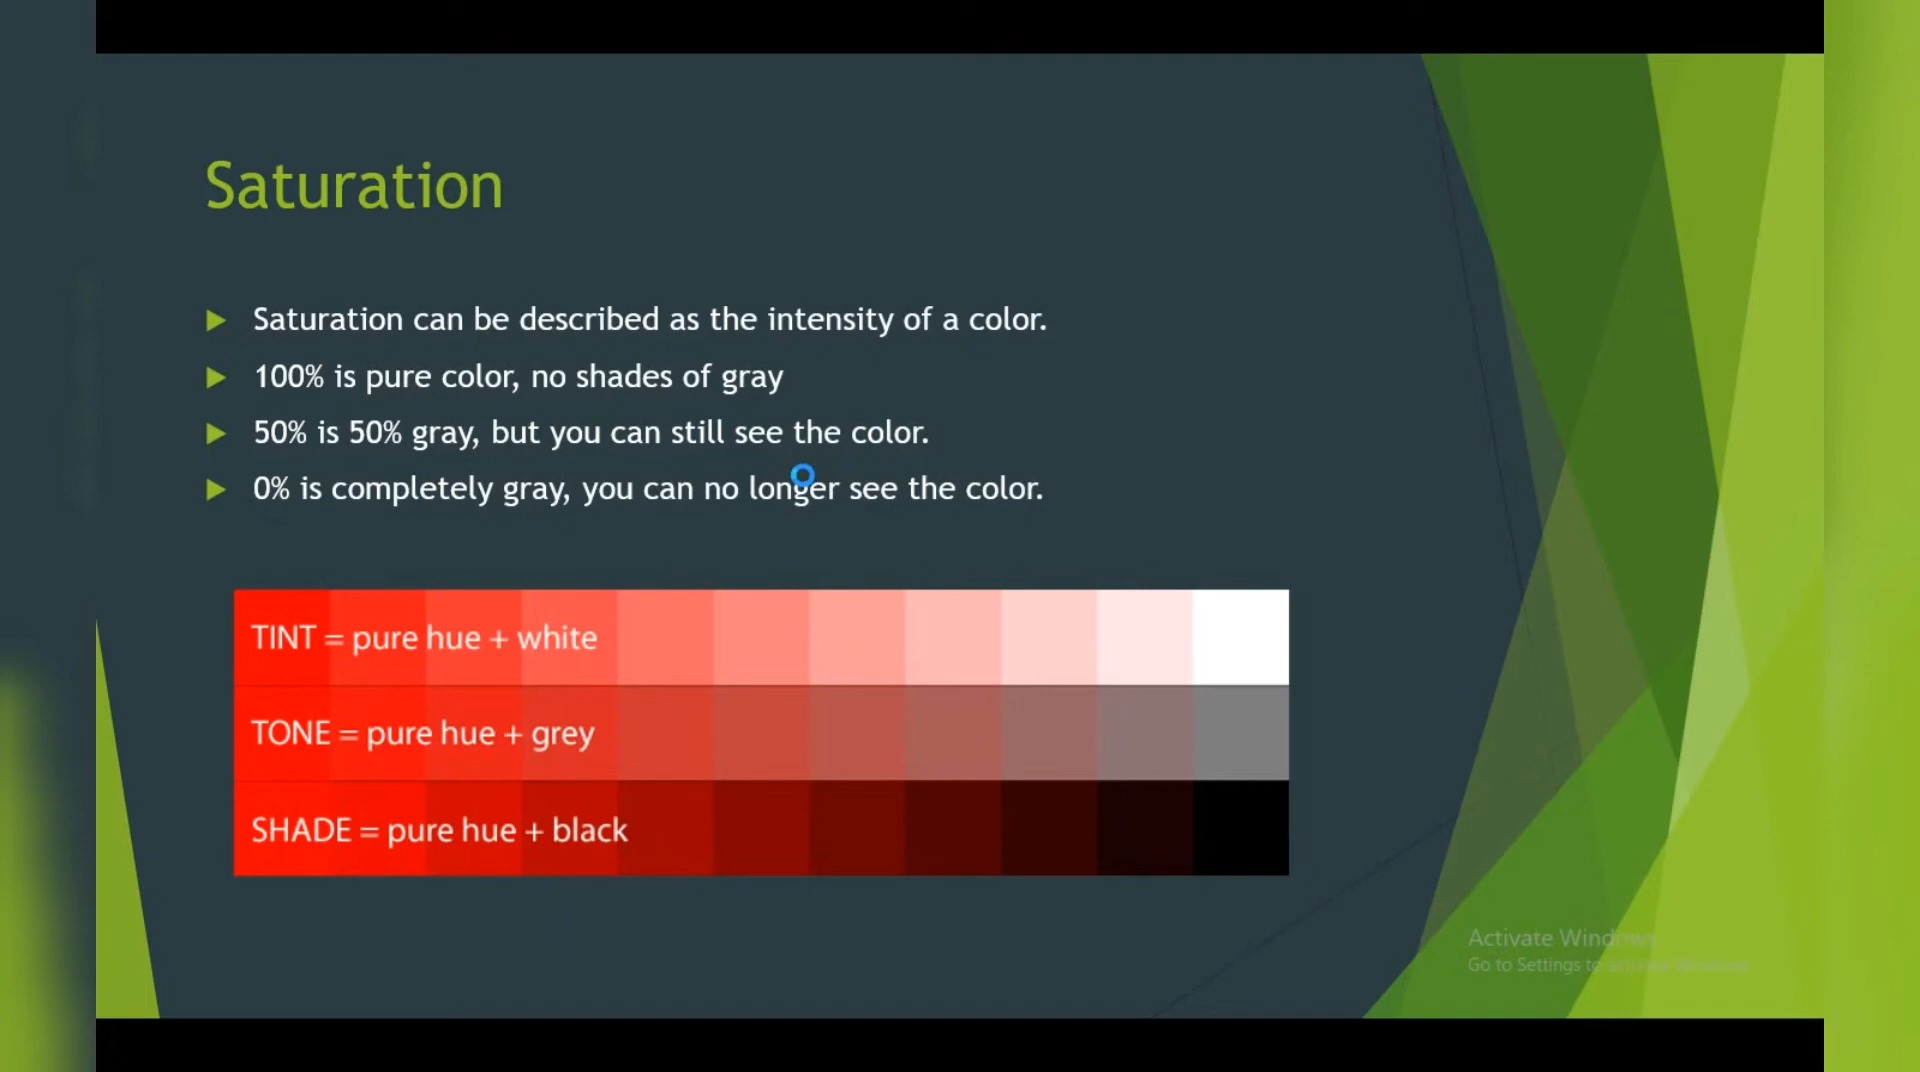 Saturation
Saturation can be described as the intensity of a color.
100% is pure color, no shades of gray
50% is 50% gray, but you can still see the color.
0% is completely gray, you can no longer see the color.
TINT = pure hue + white
TONE = pure hue + grey
SHADE = pure hue + black
Activate Windows
Go to Settings to activate Windows.